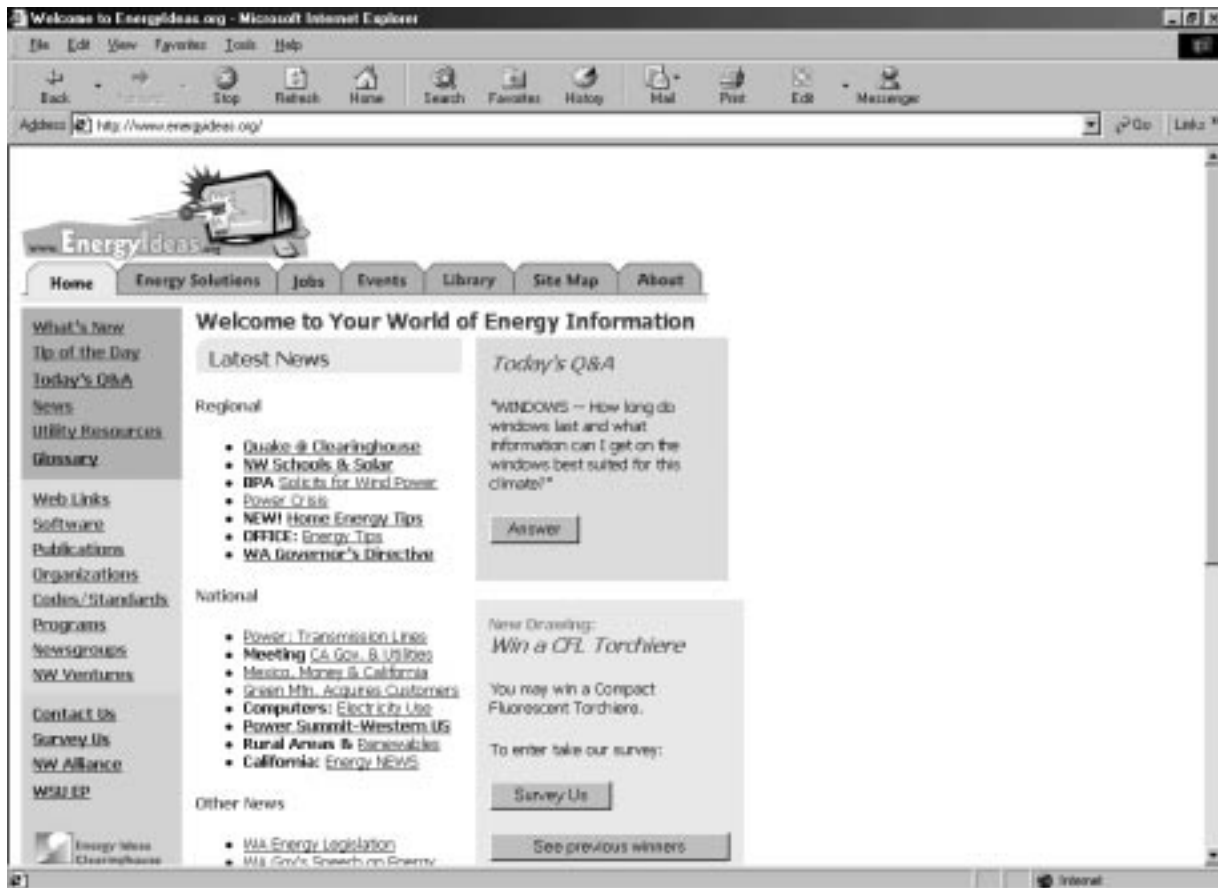 Welcome to EnergyIdeas.org - Microsoft Internet Explorer
File Edit View Favorites Tools Help
Back Stop Refresh Home Search Favorites History Mail Print Edit Messenger
Address http://www.energyideas.org/ Go Links
www.EnergyIdeas.org
Home Energy Solutions Jobs Events Library Site Map About
What's New
Tip of the Day
Today's Q&A
News
Utility Resources
Glossary
Web Links
Software
Publications
Organizations
Codes/Standards
Programs
Newsgroups
NW Ventures
Contact Us
Survey Us
NW Alliance
WSU EP
Energy Ideas
Clearinghouse
Welcome to Your World of Energy Information
Latest News
Regional
• Quake @ Clearinghouse
• NW Schools & Solar
• BPA Solicits for Wind Power
• Power Crisis
• NEW! Home Energy Tips
• OFFICE: Energy Tips
• WA Governor's Directive
National
• Power: Transmission Lines
• Meeting CA Gov. & Utilities
• Mexico, Money & California
• Green Mtn. Acquires Customers
• Computers: Electricity Use
• Power Summit-Western US
• Rural Areas & Renewables
• California: Energy NEWS
Other News
• WA Energy Legislation
• WA Gov's Speech on Energy
Today's Q&A
"WINDOWS -- How long do
windows last and what
information can I get on the
windows best suited for this
climate?"
Answer
New Drawing:
Win a CFL Torchiere
You may win a Compact
Fluorescent Torchiere.
To enter take our survey:
Survey Us
See previous winners
Internet